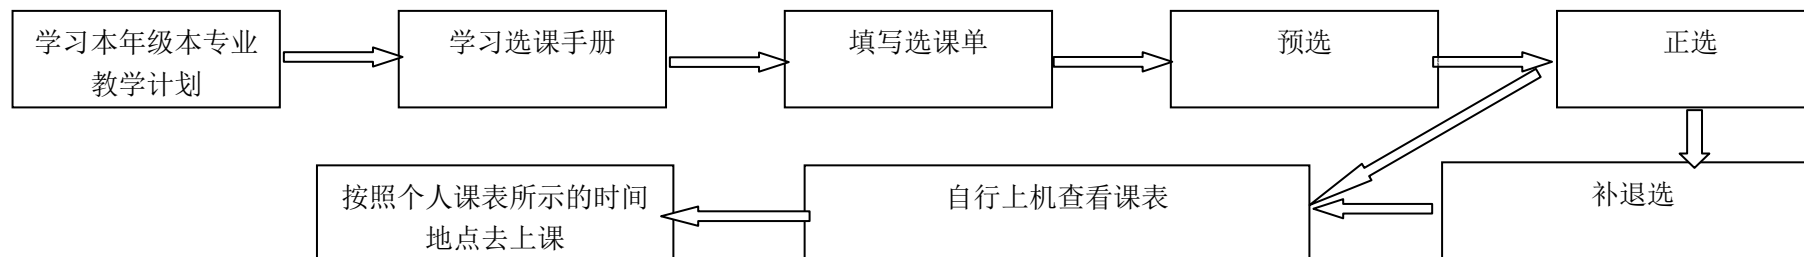 学习本年级本专业
教学计划
学习选课手册
填写选课单
预选
正选
按照个人课表所示的时间
地点去上课
自行上机查看课表
补退选